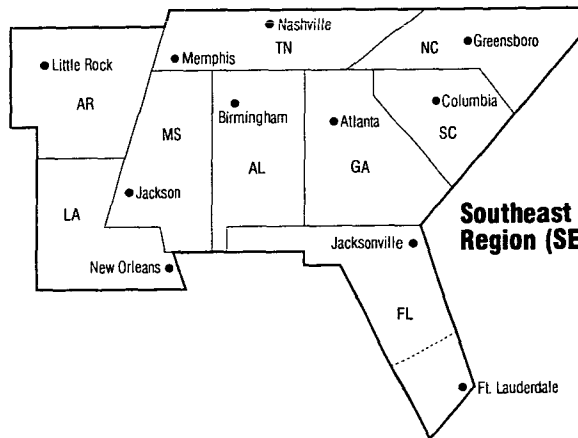 Nashville
TN
Memphis
NC
Greensboro
Little Rock
AR
Birmingham
Atlanta
Columbia
SC
MS
AL
GA
Jackson
LA
Southeast
Region (SE
Jacksonville
New Orleans
FL
Ft. Lauderdale